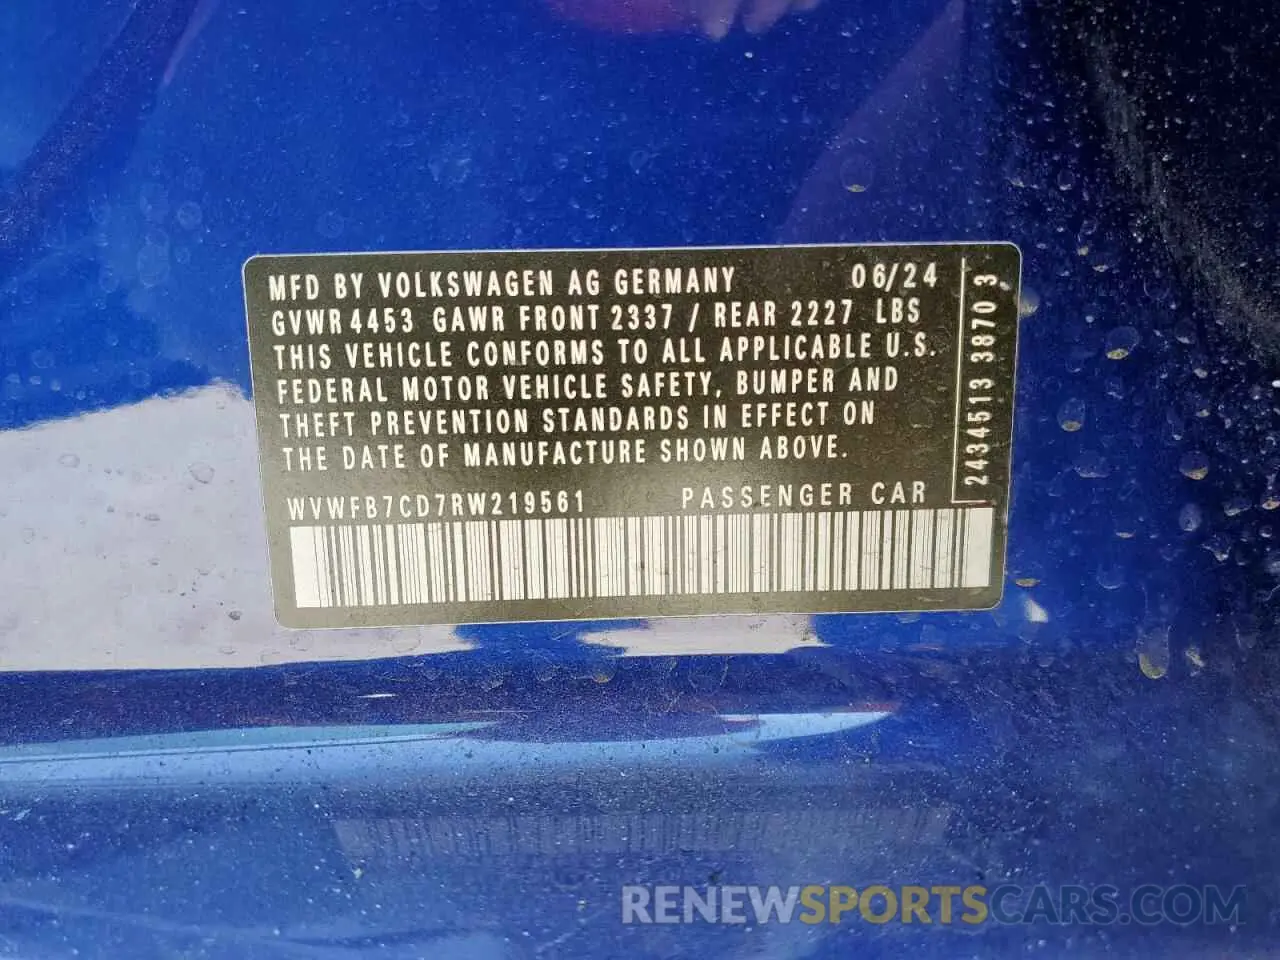 MFD BY VOLKSWAGEN AG GERMANY 06/24
GVWR 4453 GAWR FRONT 2337 / REAR 2227 LBS
THIS VEHICLE CONFORMS TO ALL APPLICABLE U.S.
FEDERAL MOTOR VEHICLE SAFETY, BUMPER AND
THEFT PREVENTION STANDARDS IN EFFECT ON
THE DATE OF MANUFACTURE SHOWN ABOVE.
WVWFB7CD7RW219561 PASSENGER CAR
2434513 3870 3
RENEWSPORTSCARS.COM